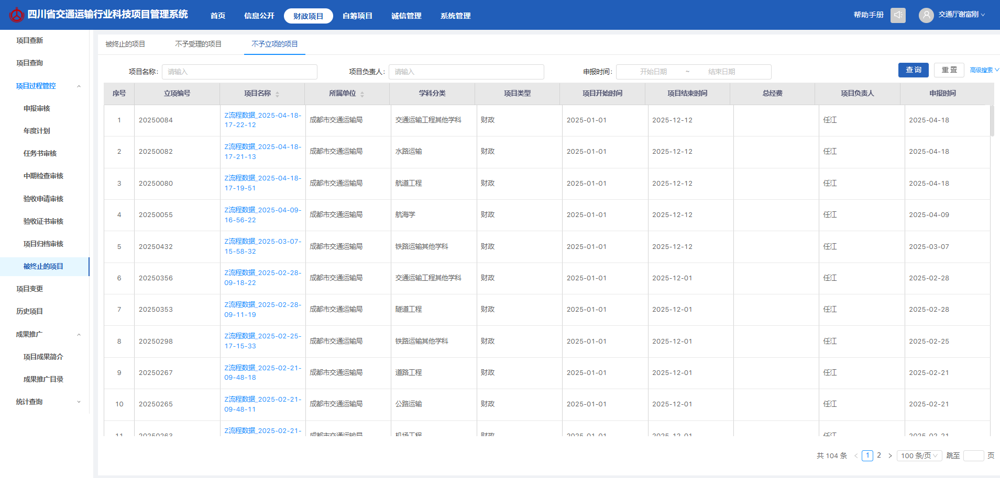 四川省交通运输行业科技项目管理系统
首页 信息公开 财政项目 自筹项目 诚信管理 系统管理
帮助手册 交通厅谢富刚
项目查新
项目查询
项目过程管控
申报审核
年度计划
任务书审核
中期检查审核
验收申请审核
验收证书审核
项目归档审核
被终止的项目
项目变更
历史项目
成果推广
项目成果简介
成果推广目录
统计查询
被终止的项目 不予受理的项目 不予立项的项目
项目名称: 请输入 项目负责人: 请输入 申报时间: 开始日期 ~ 结束日期 查询 重置 高级搜索
序号 立项编号 项目名称 所属单位 学科分类 项目类型 项目开始时间 项目结束时间 总经费 项目负责人 申报时间
1 20250084 Z流程数据_2025-04-18-17-22-12 成都市交通运输局 交通运输工程其他学科 财政 2025-01-01 2025-12-12 任江 2025-04-18
2 20250082 Z流程数据_2025-04-18-17-21-13 成都市交通运输局 水路运输 财政 2025-01-01 2025-12-12 任江 2025-04-18
3 20250080 Z流程数据_2025-04-18-17-19-51 成都市交通运输局 航道工程 财政 2025-01-01 2025-12-12 任江 2025-04-18
4 20250055 Z流程数据_2025-04-09-16-56-22 成都市交通运输局 航海学 财政 2025-01-01 2025-12-12 任江 2025-04-09
5 20250432 Z流程数据_2025-03-07-15-58-32 成都市交通运输局 铁路运输其他学科 财政 2025-01-01 2025-12-12 任江 2025-03-07
6 20250356 Z流程数据_2025-02-28-09-18-22 成都市交通运输局 交通运输工程其他学科 财政 2025-01-01 2025-12-01 任江 2025-02-28
7 20250353 Z流程数据_2025-02-28-09-11-19 成都市交通运输局 隧道工程 财政 2025-01-01 2025-12-01 任江 2025-02-28
8 20250298 Z流程数据_2025-02-25-17-15-33 成都市交通运输局 铁路运输其他学科 财政 2025-01-01 2025-12-01 任江 2025-02-25
9 20250267 Z流程数据_2025-02-21-09-48-18 成都市交通运输局 道路工程 财政 2025-01-01 2025-12-01 任江 2025-02-21
10 20250265 Z流程数据_2025-02-21-09-48-11 成都市交通运输局 公路运输 财政 2025-01-01 2025-12-01 任江 2025-02-21
11 20250263 Z流程数据_2025-02-21- 成都市交通运输局 机场工程 财政 2025-01-01 2025-12-01 任江 2025-02-21
共 104 条 < 1 2 > 100 条/页 跳至 页